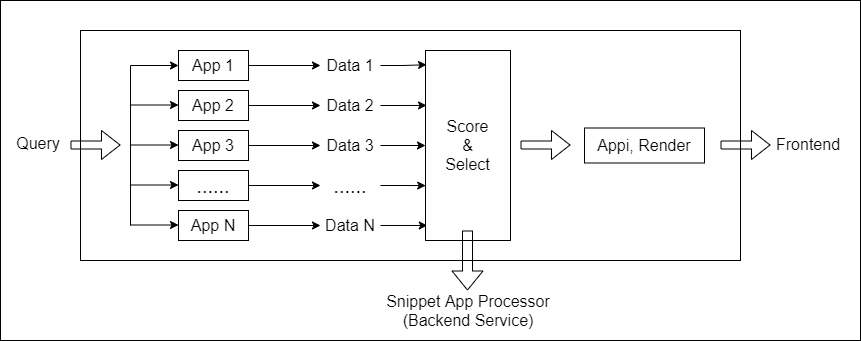 App 1
Data 1
App 2
Data 2
Query
App 3
Data 3
Score
&
Select
Appi, Render
Frontend
......
......
App N
Data N
Snippet App Processor
(Backend Service)